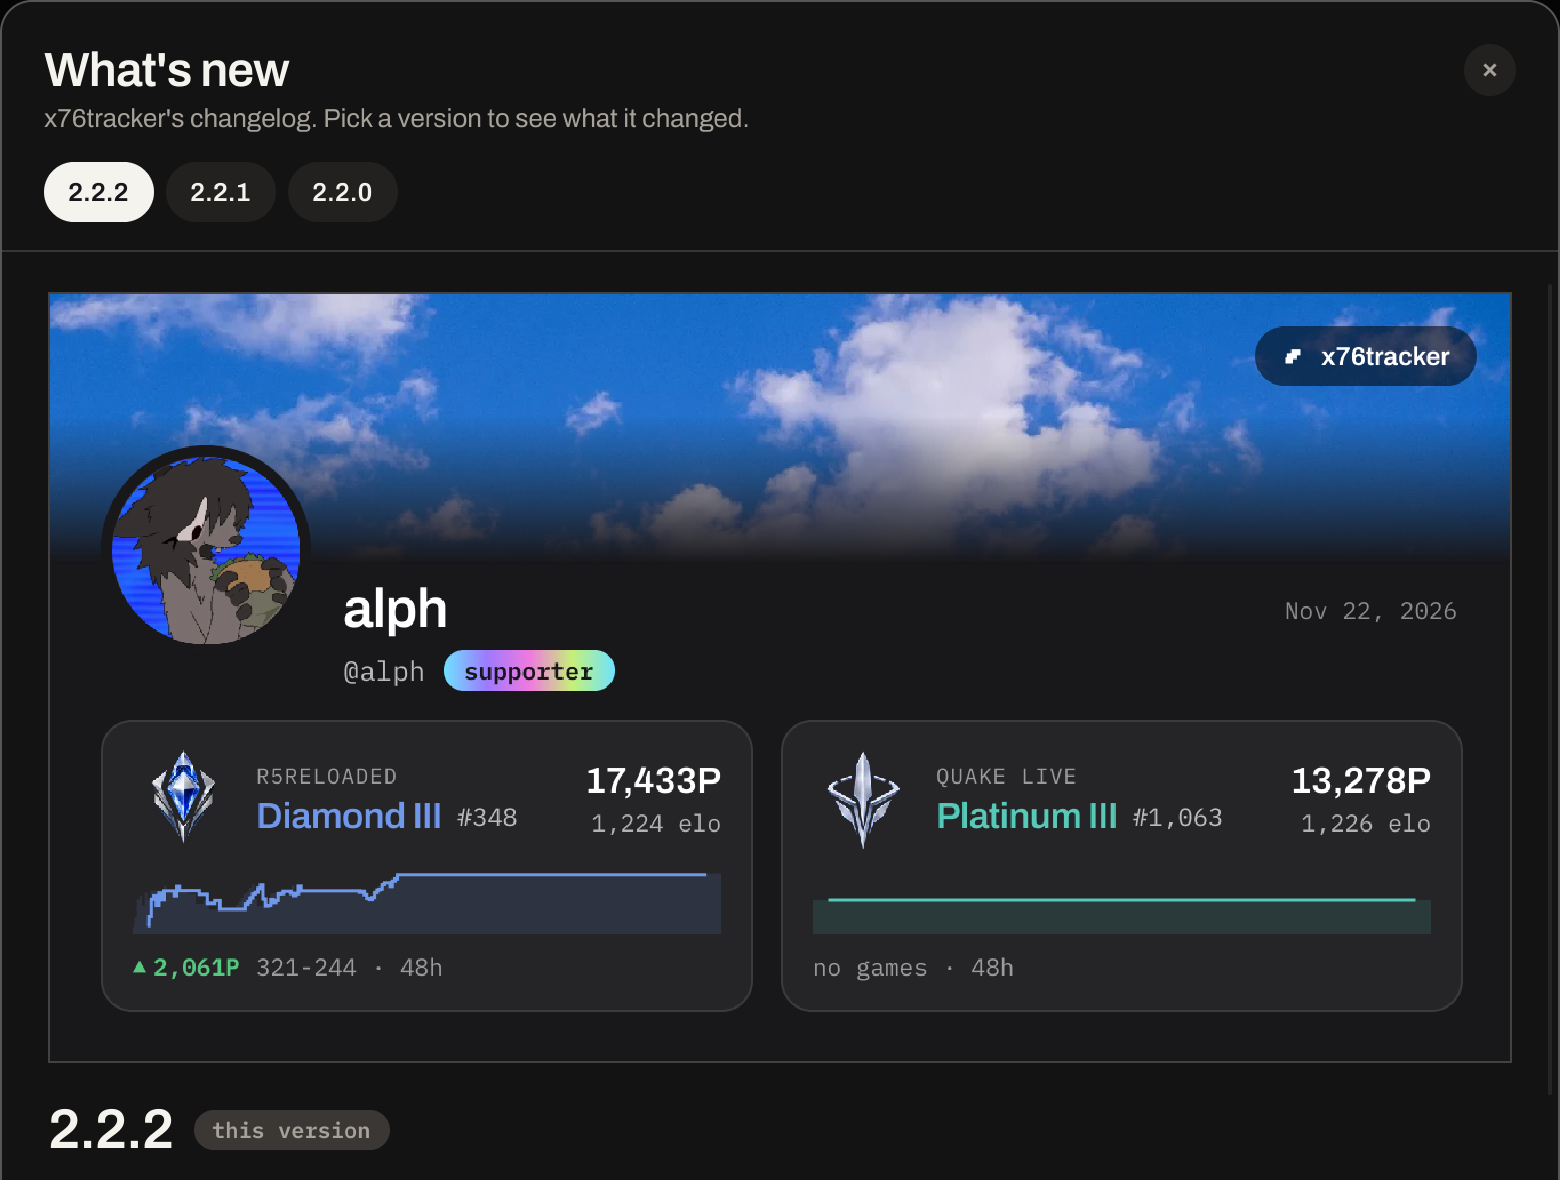 What's new
×
x76tracker's changelog. Pick a version to see what it changed.
2.2.2 2.2.1 2.2.0
x76tracker
alph
Nov 22, 2026
@alph supporter
R5RELOADED
17,433P
Diamond III #348
1,224 elo
▲2,061P 321-244 · 48h
QUAKE LIVE
13,278P
Platinum III #1,063
1,226 elo
no games · 48h
2.2.2 this version